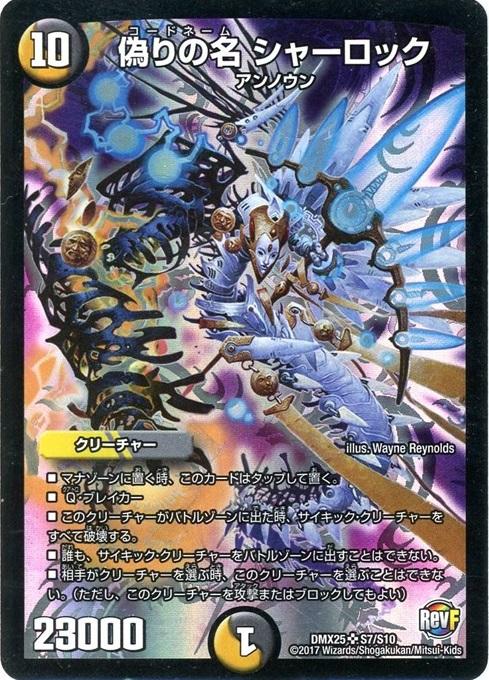 10
コードネーム
偽りの名 シャーロック
アンノウン
illus. Wayne Reynolds
クリーチャー
■ マナゾーンに置く時、このカードはタップして置く。
■ Q・ブレイカー
■ このクリーチャーがバトルゾーンに出た時、サイキック・クリーチャーを
すべて破壊する。
■ 誰も、サイキック・クリーチャーをバトルゾーンに出すことはできない。
■ 相手がクリーチャーを選ぶ時、このクリーチャーを選ぶことはできな
い。(ただし、このクリーチャーを攻撃またはブロックしてもよい)
23000
1
RevF
DMX25 S7/S10
©2017 Wizards/Shogakukan/Mitsui-Kids